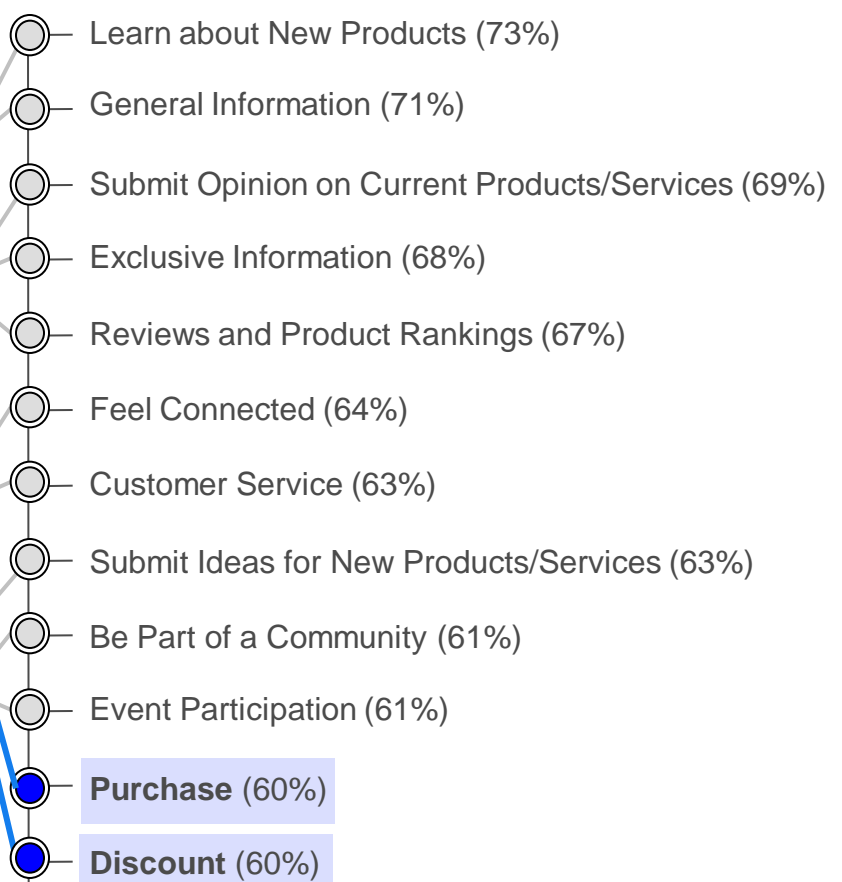 Learn about New Products (73%)
General Information (71%)
Submit Opinion on Current Products/Services (69%)
Exclusive Information (68%)
Reviews and Product Rankings (67%)
Feel Connected (64%)
Customer Service (63%)
Submit Ideas for New Products/Services (63%)
Be Part of a Community (61%)
Event Participation (61%)
Purchase (60%)
Discount (60%)